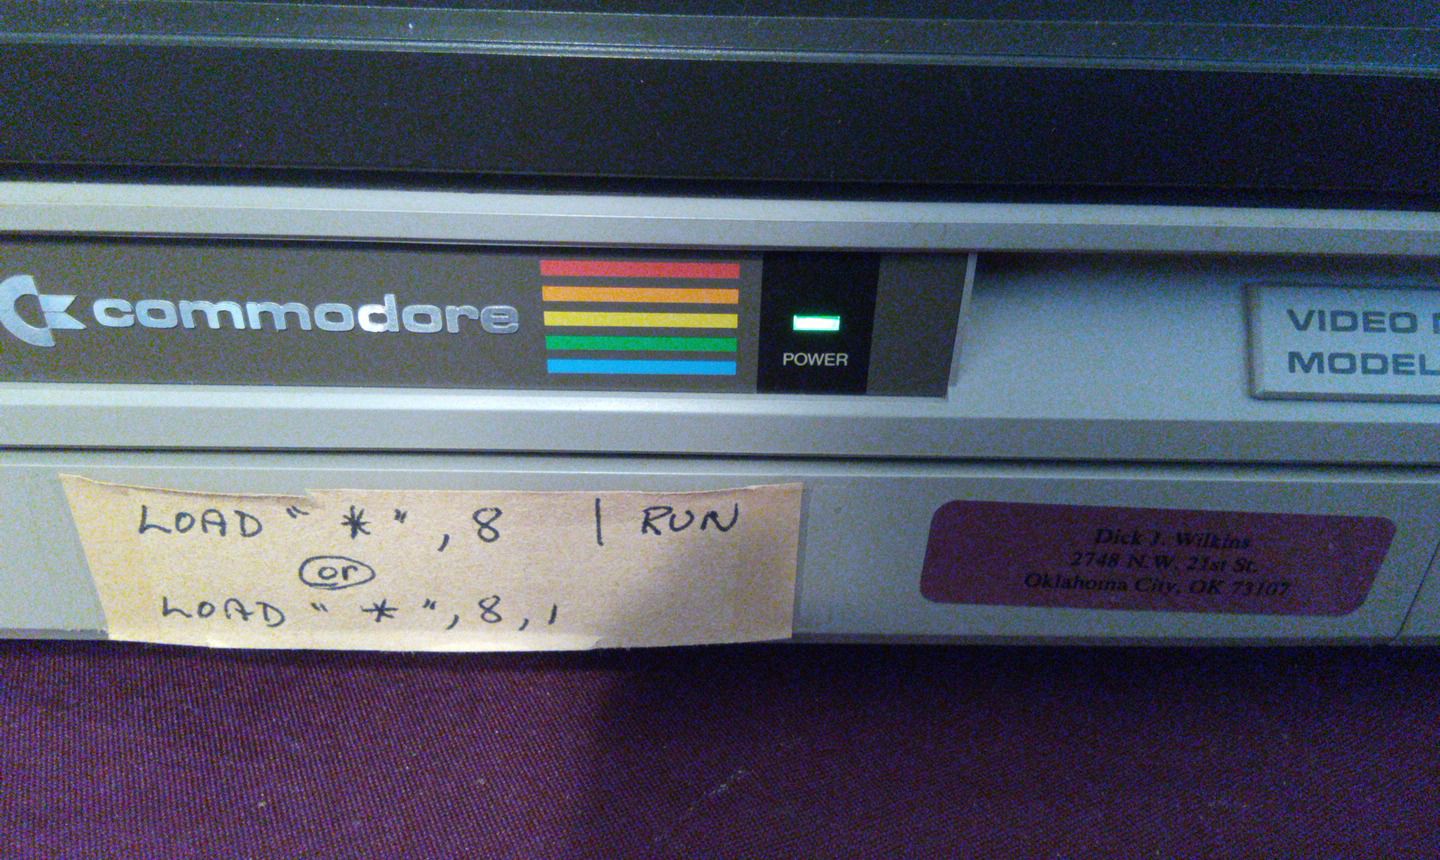 commodore
POWER
VIDEO
MODEL
LOAD "*", 8 | RUN
or
LOAD "*", 8,1
Dick J. Wilkins
2748 N.W. 21st St.
Oklahoma City, OK 73107